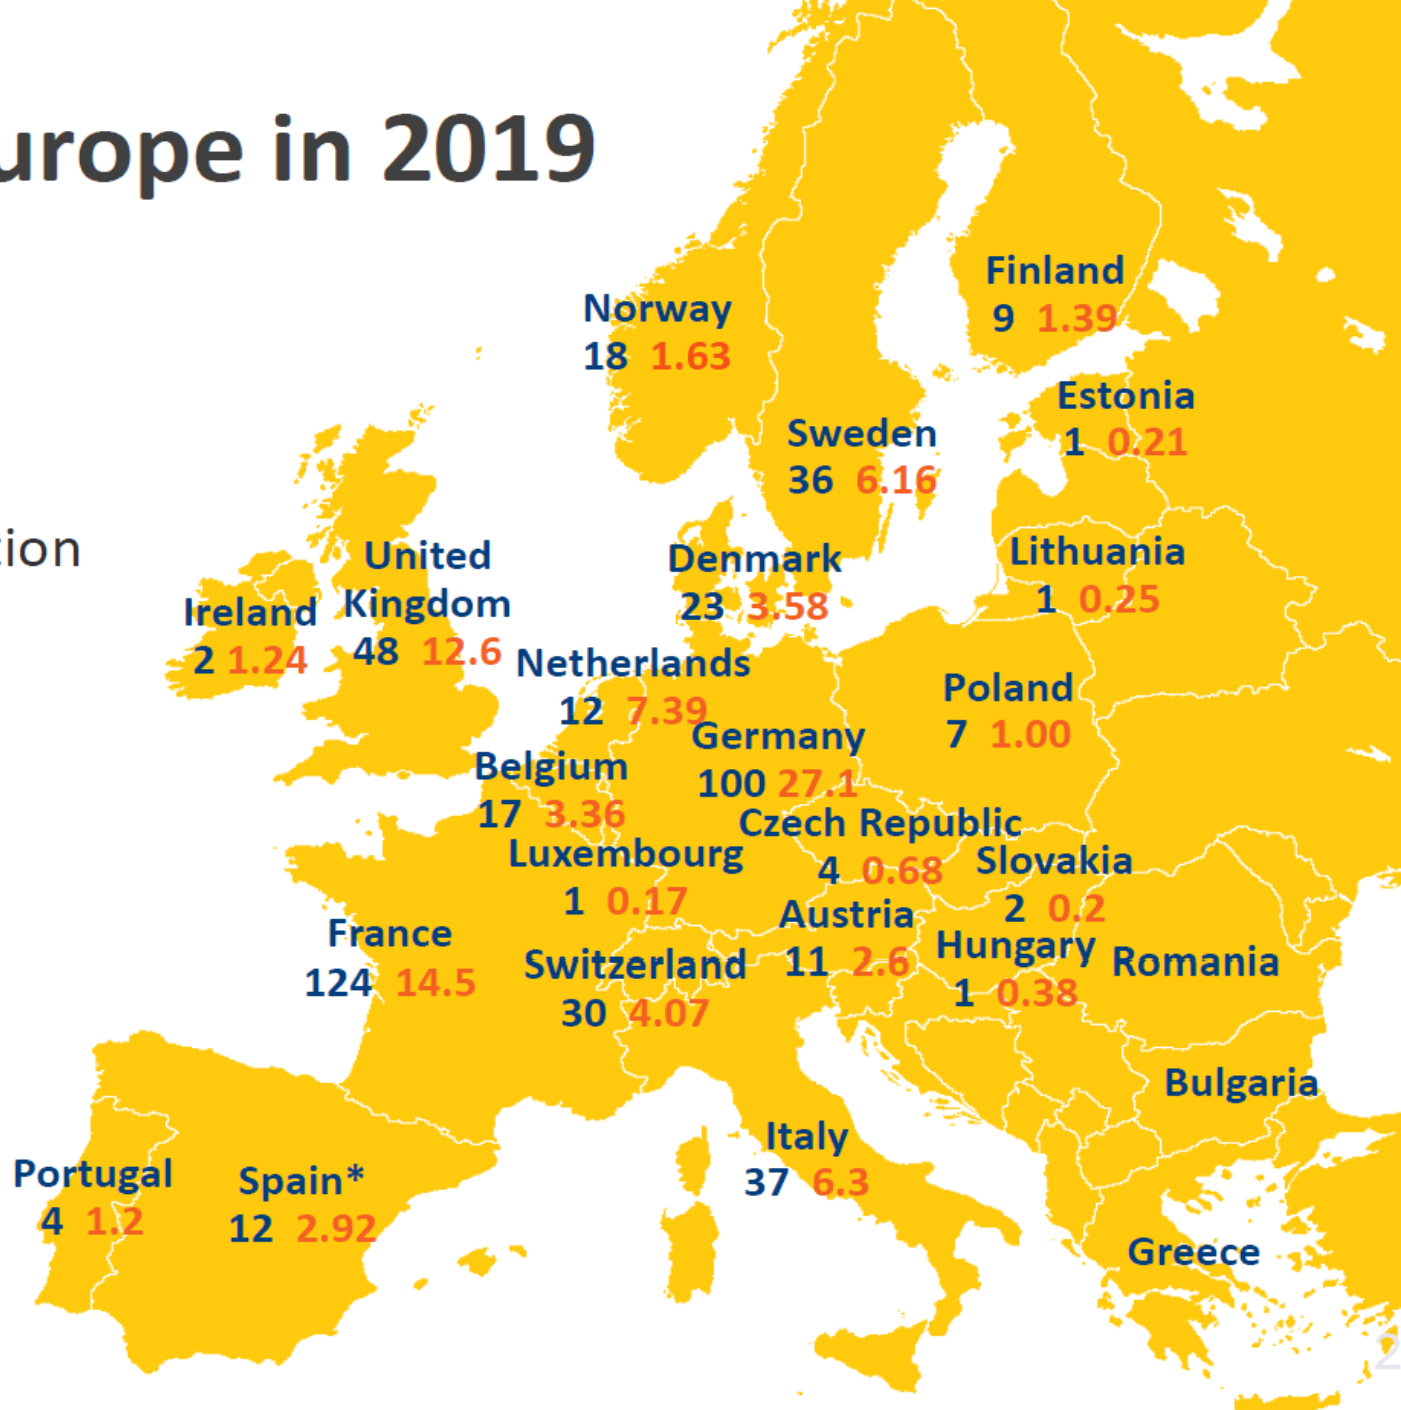 urope in 2019
tion
Norway
18 1.63
Finland
9 1.39
Sweden
36 6.16
Estonia
1 0.21
United
Kingdom
48 12.6
Ireland
2 1.24
Denmark
23 3.58
Lithuania
1 0.25
Netherlands
12 7.39
Poland
7 1.00
Germany
100 27.1
Belgium
17 3.36
Czech Republic
4 0.68
Luxembourg
1 0.17
Slovakia
2 0.2
Austria
11 2.6
France
124 14.5
Switzerland
30 4.07
Hungary
1 0.38
Romania
Bulgaria
Italy
37 6.3
Portugal
4 1.2
Spain*
12 2.92
Greece
2